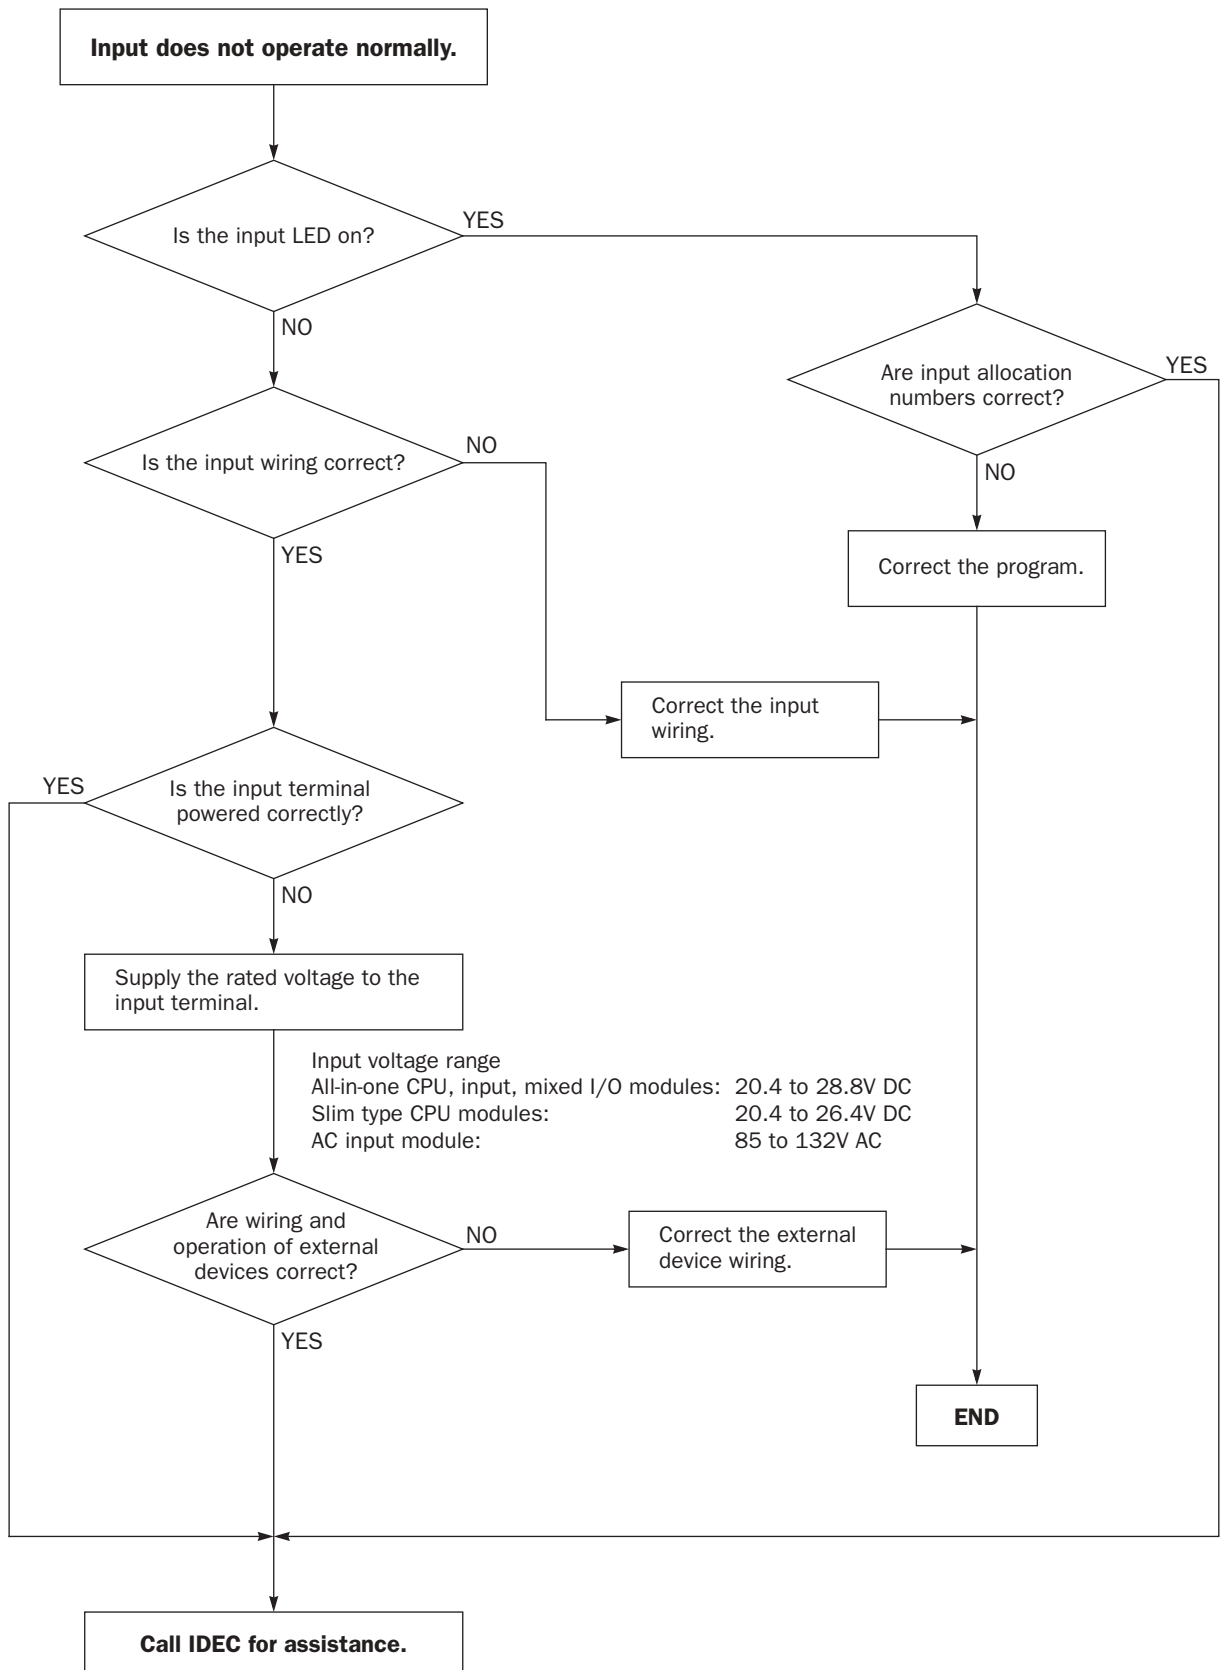 Input does not operate normally.
Is the input LED on?
YES
NO
Are input allocation
numbers correct?
YES
NO
Is the input wiring correct?
NO
YES
Correct the program.
Correct the input
wiring.
Is the input terminal
powered correctly?
YES
NO
Supply the rated voltage to the
input terminal.
Input voltage range
All-in-one CPU, input, mixed I/O modules: 20.4 to 28.8V DC
Slim type CPU modules: 20.4 to 26.4V DC
AC input module: 85 to 132V AC
Are wiring and
operation of external
devices correct?
NO
YES
Correct the external
device wiring.
END
Call IDEC for assistance.